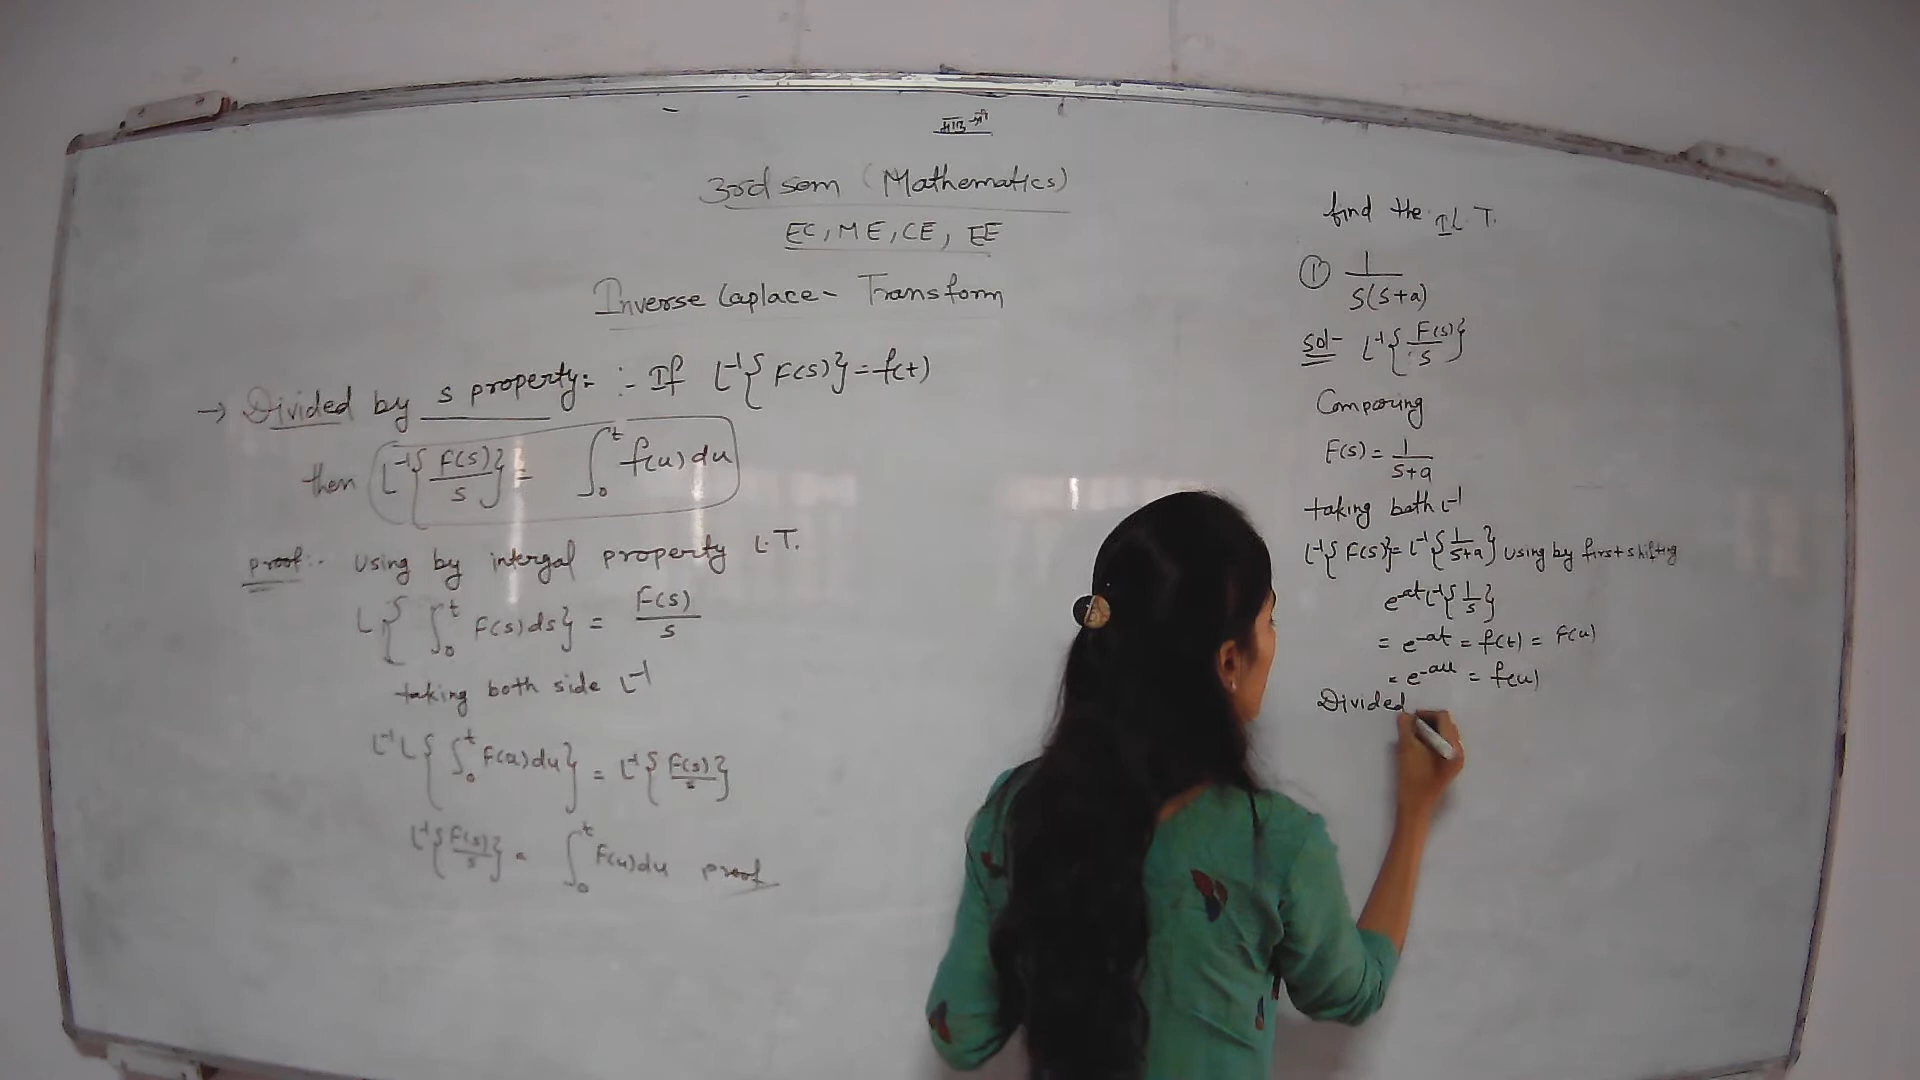 3rd sem (Mathematics)
EC, ME, CE, EE
Inverse Laplace - Transform
→ Divided by s property:- :- If L⁻¹{F(s)} = f(t)
then L⁻¹{F(s)/s} = ∫₀ᵗ f(u) du
proof:- Using by intergal property L.T.
L{∫₀ᵗ F(s) ds} = F(s)/s
taking both side L⁻¹
L⁻¹L{∫₀ᵗ F(u) du} = L⁻¹{F(s)/s}
L⁻¹{F(s)/s} = ∫₀ᵗ F(u) du proof
find the I L.T.
① 1/S(S+a)
Sol- L⁻¹{F(s)/s}
Comparing
F(s) = 1/S+a
taking both L⁻¹
L⁻¹{F(s)} = L⁻¹{1/S+a} using by first shifting
e⁻ᵃᵗ L⁻¹{1/s}
= e⁻ᵃᵗ = f(t) = F(u)
= e⁻ᵃᵘ = f(u)
Divided